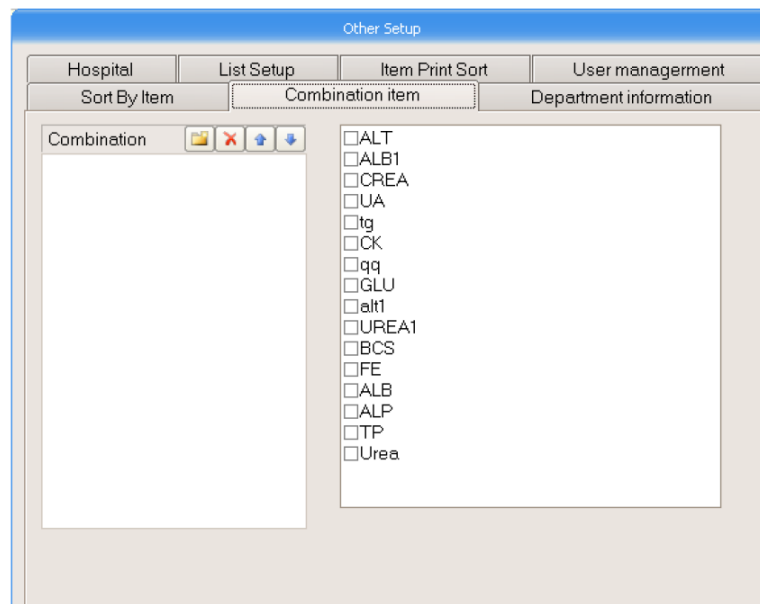 Other Setup
Hospital List Setup Item Print Sort User managerment
Sort By Item Combination item Department information
Combination
ALT
ALB1
CREA
UA
tg
CK
qq
GLU
alt1
UREA1
BCS
FE
ALB
ALP
TP
Urea